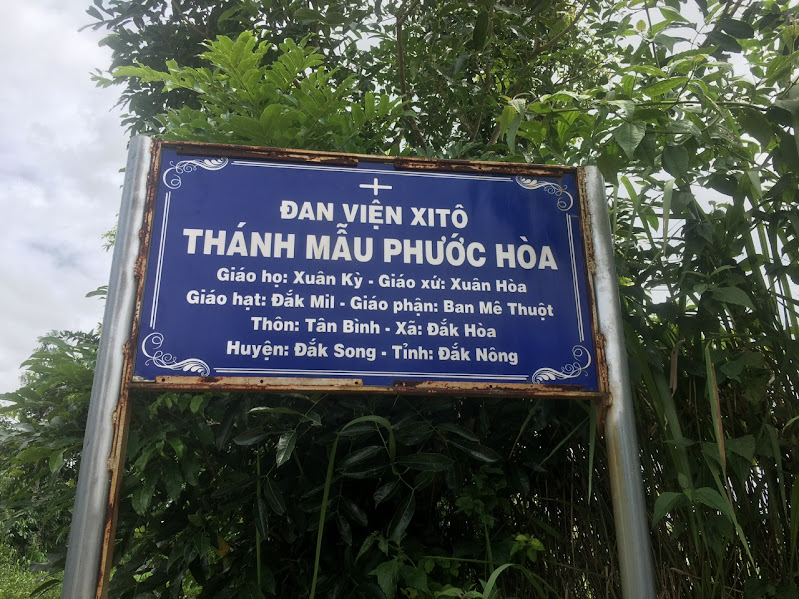 ĐAN VIỆN XITÔ
THÁNH MẪU PHƯỚC HÒA
Giáo họ: Xuân Kỳ - Giáo xứ: Xuân Hòa
Giáo hạt: Đắk Mil - Giáo phận: Ban Mê Thuột
Thôn: Tân Bình - Xã: Đắk Hòa
Huyện: Đắk Song - Tỉnh: Đắk Nông